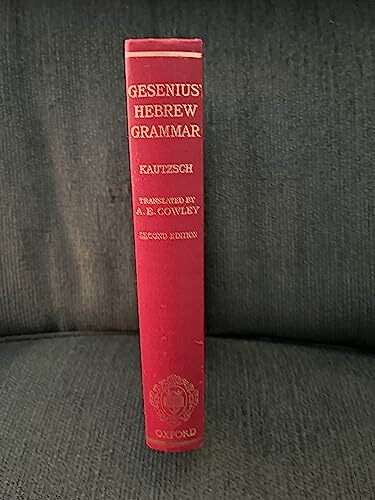 GESENIUS'
HEBREW
GRAMMAR
KAUTZSCH
TRANSLATED BY
A. E. COWLEY
SECOND EDITION
OXFORD